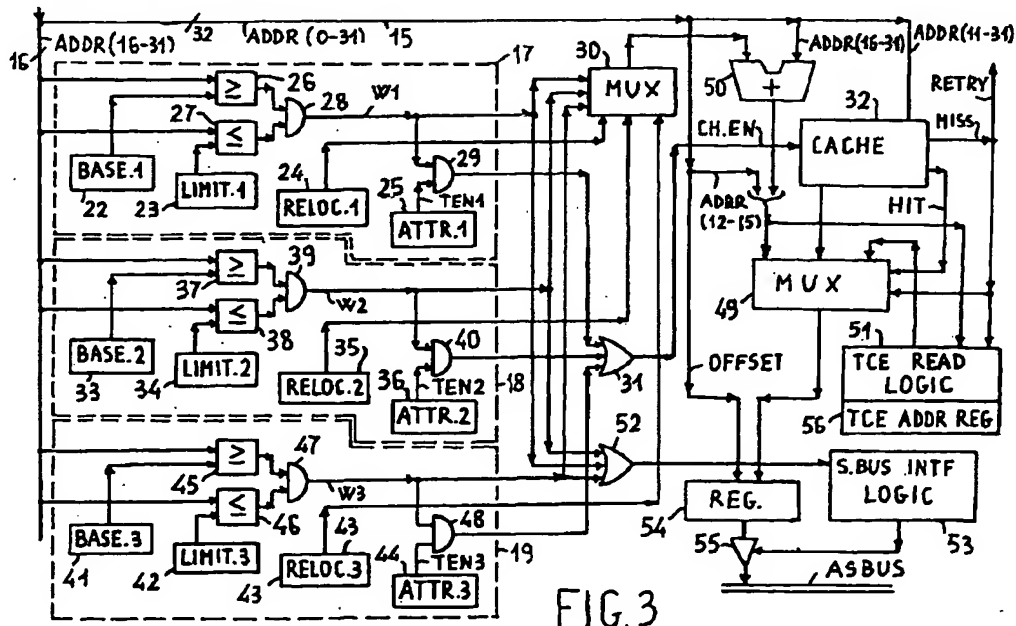 32
16
ADDR(16-31)
ADDR(0-31)
15
17
30
MUX
50
+
ADDR(16-31)
ADDR(11-31)
32
RETRY
≥
26
27
≤
28
W1
CH.EN
CACHE
MISS
BASE.1
22
LIMIT.1
23
24
RELOC.1
25
29
TEN1
ATTR.1
ADDR
(12-15)
HIT
≥
37
39
≤
38
W2
MUX
49
BASE.2
33
LIMIT.2
34
RELOC.2
35
36
40
TEN2
ATTR.2
18
31
OFFSET
51
TCE READ
LOGIC
56
TCE ADDR REG
≥
45
47
≤
46
W3
52
S.BUS INTF
LOGIC
53
BASE.3
41
LIMIT.3
42
43
RELOC.3
43
44
48
TEN3
ATTR.3
19
REG.
54
55
ASBUS
FIG.3